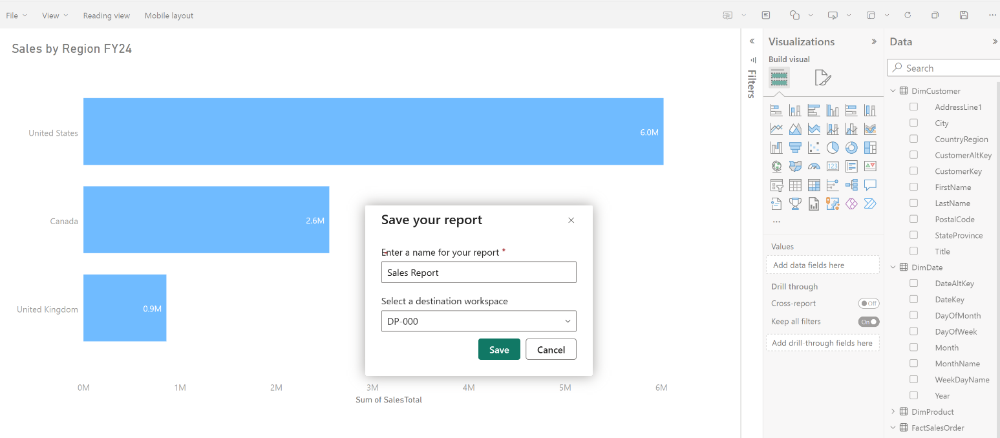 File View Reading view Mobile layout
Sales by Region FY24
United States 6.0M
Canada 2.6M
United Kingdom 0.9M
0M 1M 2M 3M 4M 5M 6M
Sum of SalesTotal
Save your report
Enter a name for your report *
Sales Report
Select a destination workspace
DP-000
Save Cancel
Filters
Visualizations
Build visual
123
...
Values
Add data fields here
Drill through
Cross-report Off
Keep all filters On
Add drill-through fields here
Data
Search
DimCustomer
AddressLine1
City
CountryRegion
CustomerAltKey
CustomerKey
FirstName
LastName
PostalCode
StateProvince
Title
DimDate
DateAltKey
DateKey
DayOfMonth
DayOfWeek
Month
MonthName
WeekDayName
Year
DimProduct
FactSalesOrder